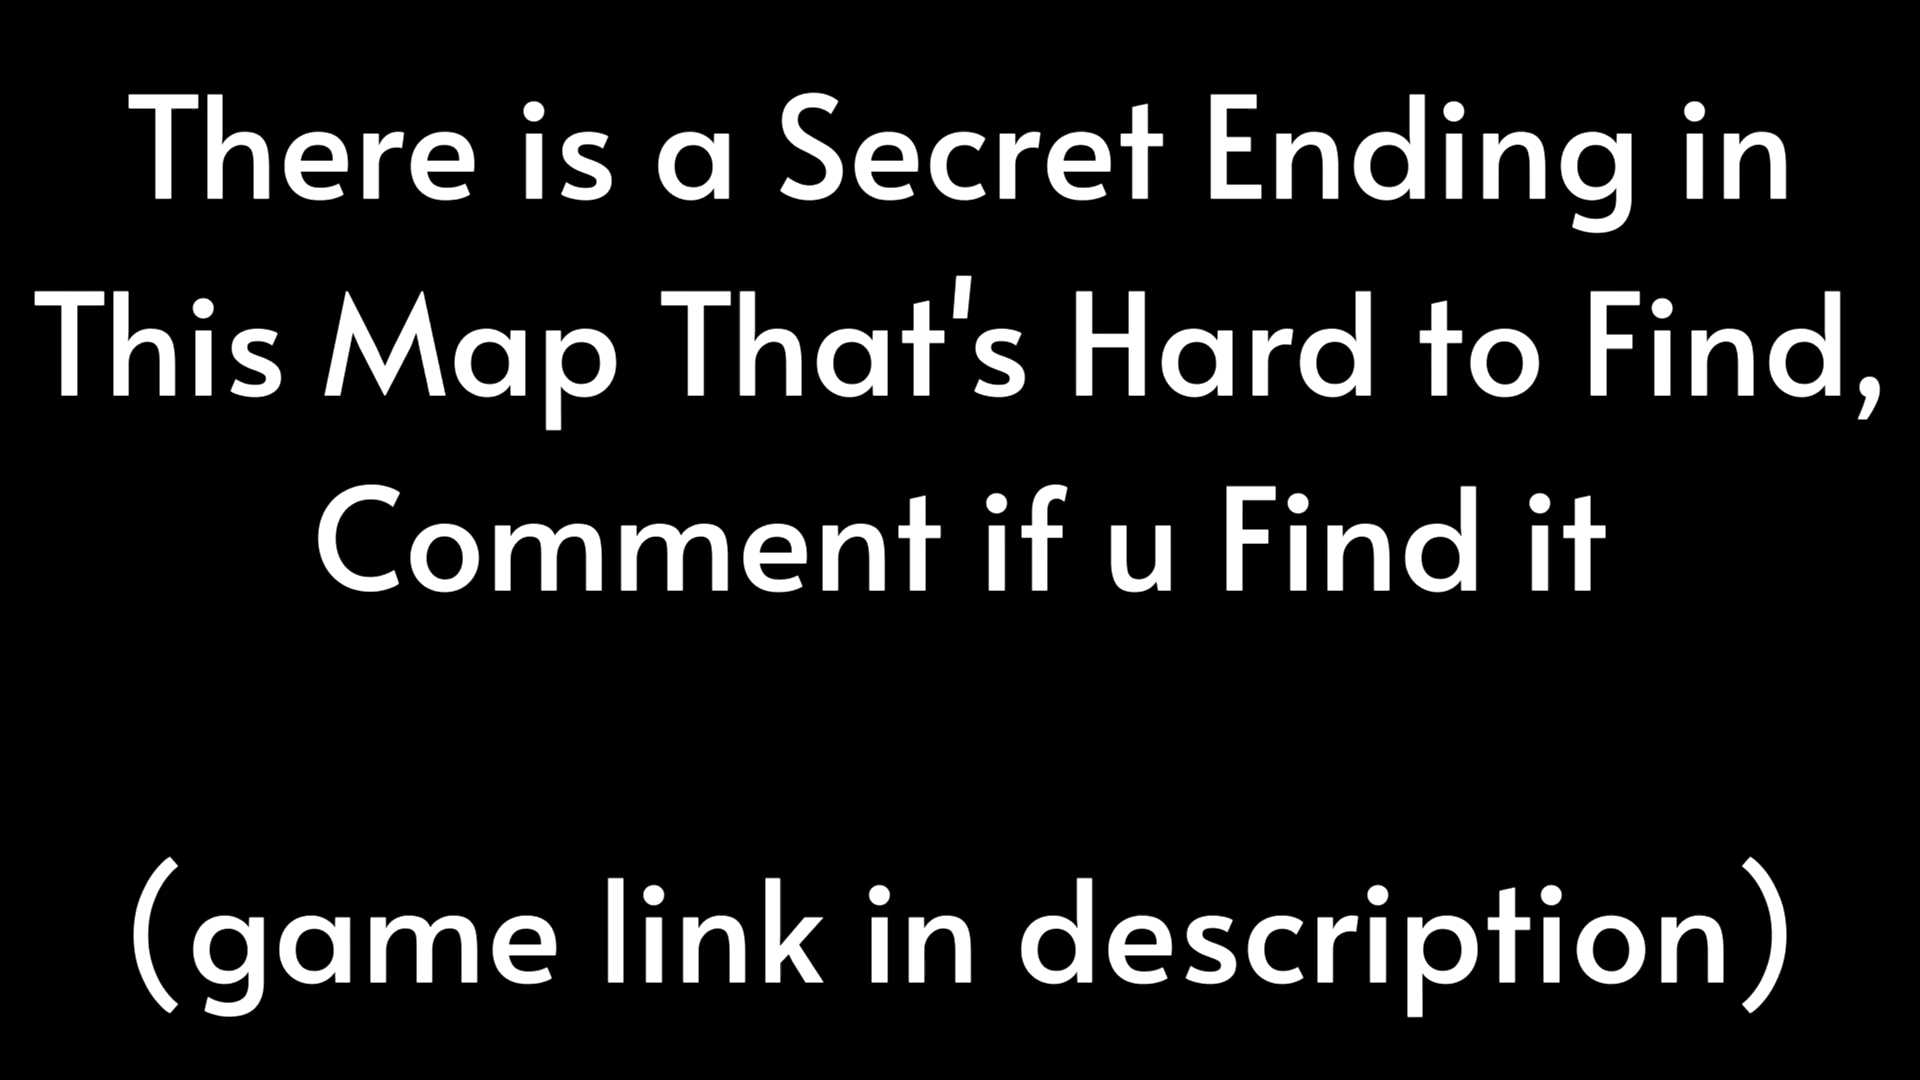 There is a Secret Ending in
This Map That's Hard to Find,
Comment if u Find it
(game link in description)